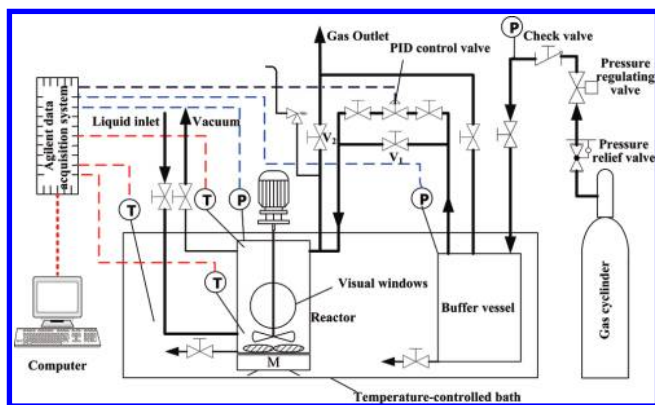 Gas Outlet
P
Check valve
PID control valve
Pressure
regulating
valve
Agilent data
acquisition system
Liquid inlet
Vacuum
V2
V1
Pressure
relief valve
T
T
P
P
T
Visual windows
Reactor
Buffer vessel
Gas cyclinder
M
Computer
Temperature-controlled bath